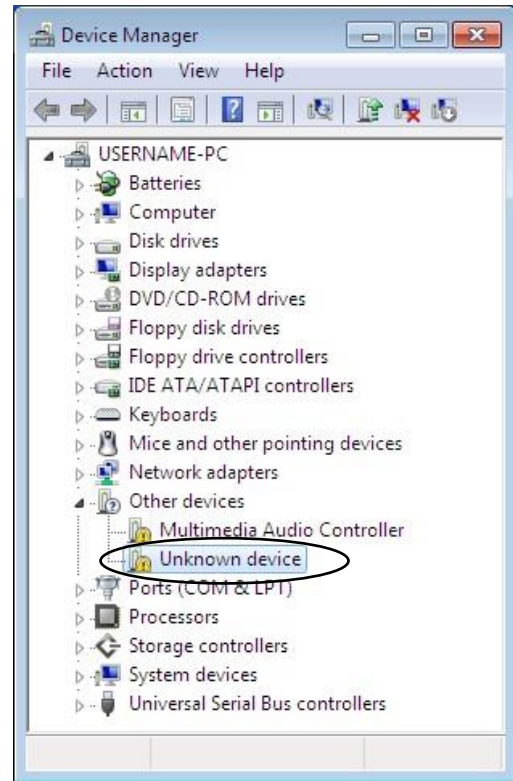 Device Manager
File Action View Help
USERNAME-PC
Batteries
Computer
Disk drives
Display adapters
DVD/CD-ROM drives
Floppy disk drives
Floppy drive controllers
IDE ATA/ATAPI controllers
Keyboards
Mice and other pointing devices
Network adapters
Other devices
Multimedia Audio Controller
Unknown device
Ports (COM & LPT)
Processors
Storage controllers
System devices
Universal Serial Bus controllers